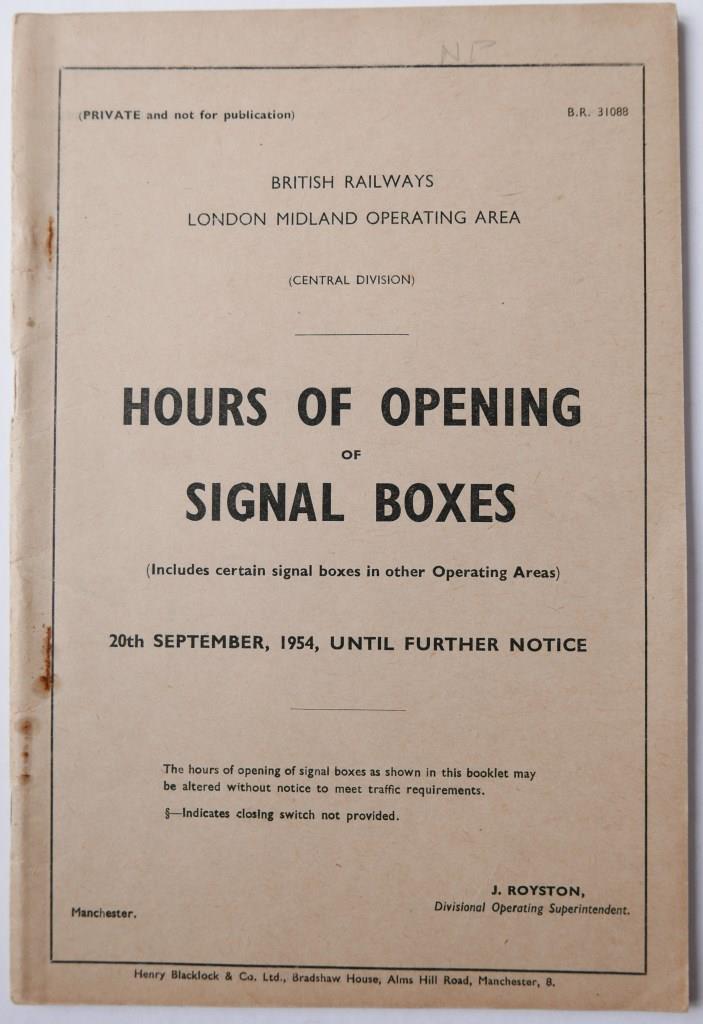 NP
(PRIVATE and not for publication)
B.R. 31088
BRITISH RAILWAYS
LONDON MIDLAND OPERATING AREA
(CENTRAL DIVISION)
HOURS OF OPENING
OF
SIGNAL BOXES
(Includes certain signal boxes in other Operating Areas)
20th SEPTEMBER, 1954, UNTIL FURTHER NOTICE
The hours of opening of signal boxes as shown in this booklet may
be altered without notice to meet traffic requirements.
§—Indicates closing switch not provided.
J. ROYSTON,
Manchester.
Divisional Operating Superintendent.
Henry Blacklock & Co. Ltd., Bradshaw House, Alms Hill Road, Manchester, 8.